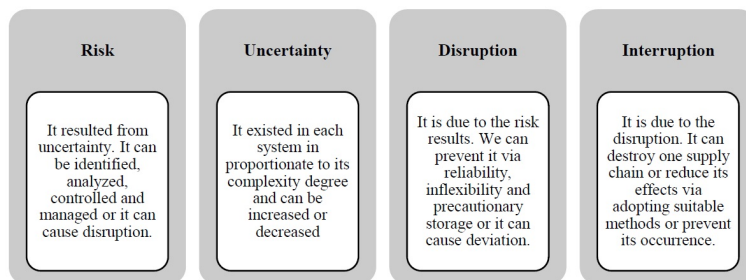 Risk
It resulted from
uncertainty. It can
be identified,
analyzed,
controlled and
managed or it can
cause disruption.
Uncertainty
It existed in each
system in
proportionate to its
complexity degree
and can be
increased or
decreased
Disruption
It is due to the risk
results. We can
prevent it via
reliability,
inflexibility and
precautionary
storage or it can
cause deviation.
Interruption
It is due to the
disruption. It can
destroy one supply
chain or reduce its
effects via
adopting suitable
methods or prevent
its occurrence.